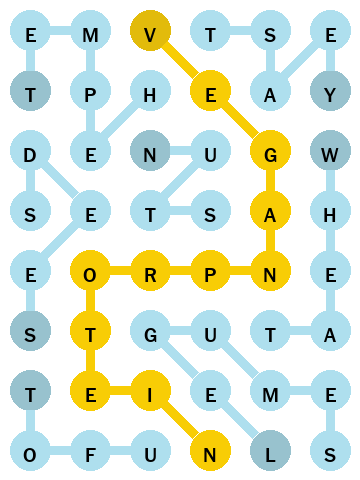 E M V T S E
T P H E A Y
D E N U G W
S E T S A H
E O R P N E
S T G U T A
T E I E M E
O F U N L S